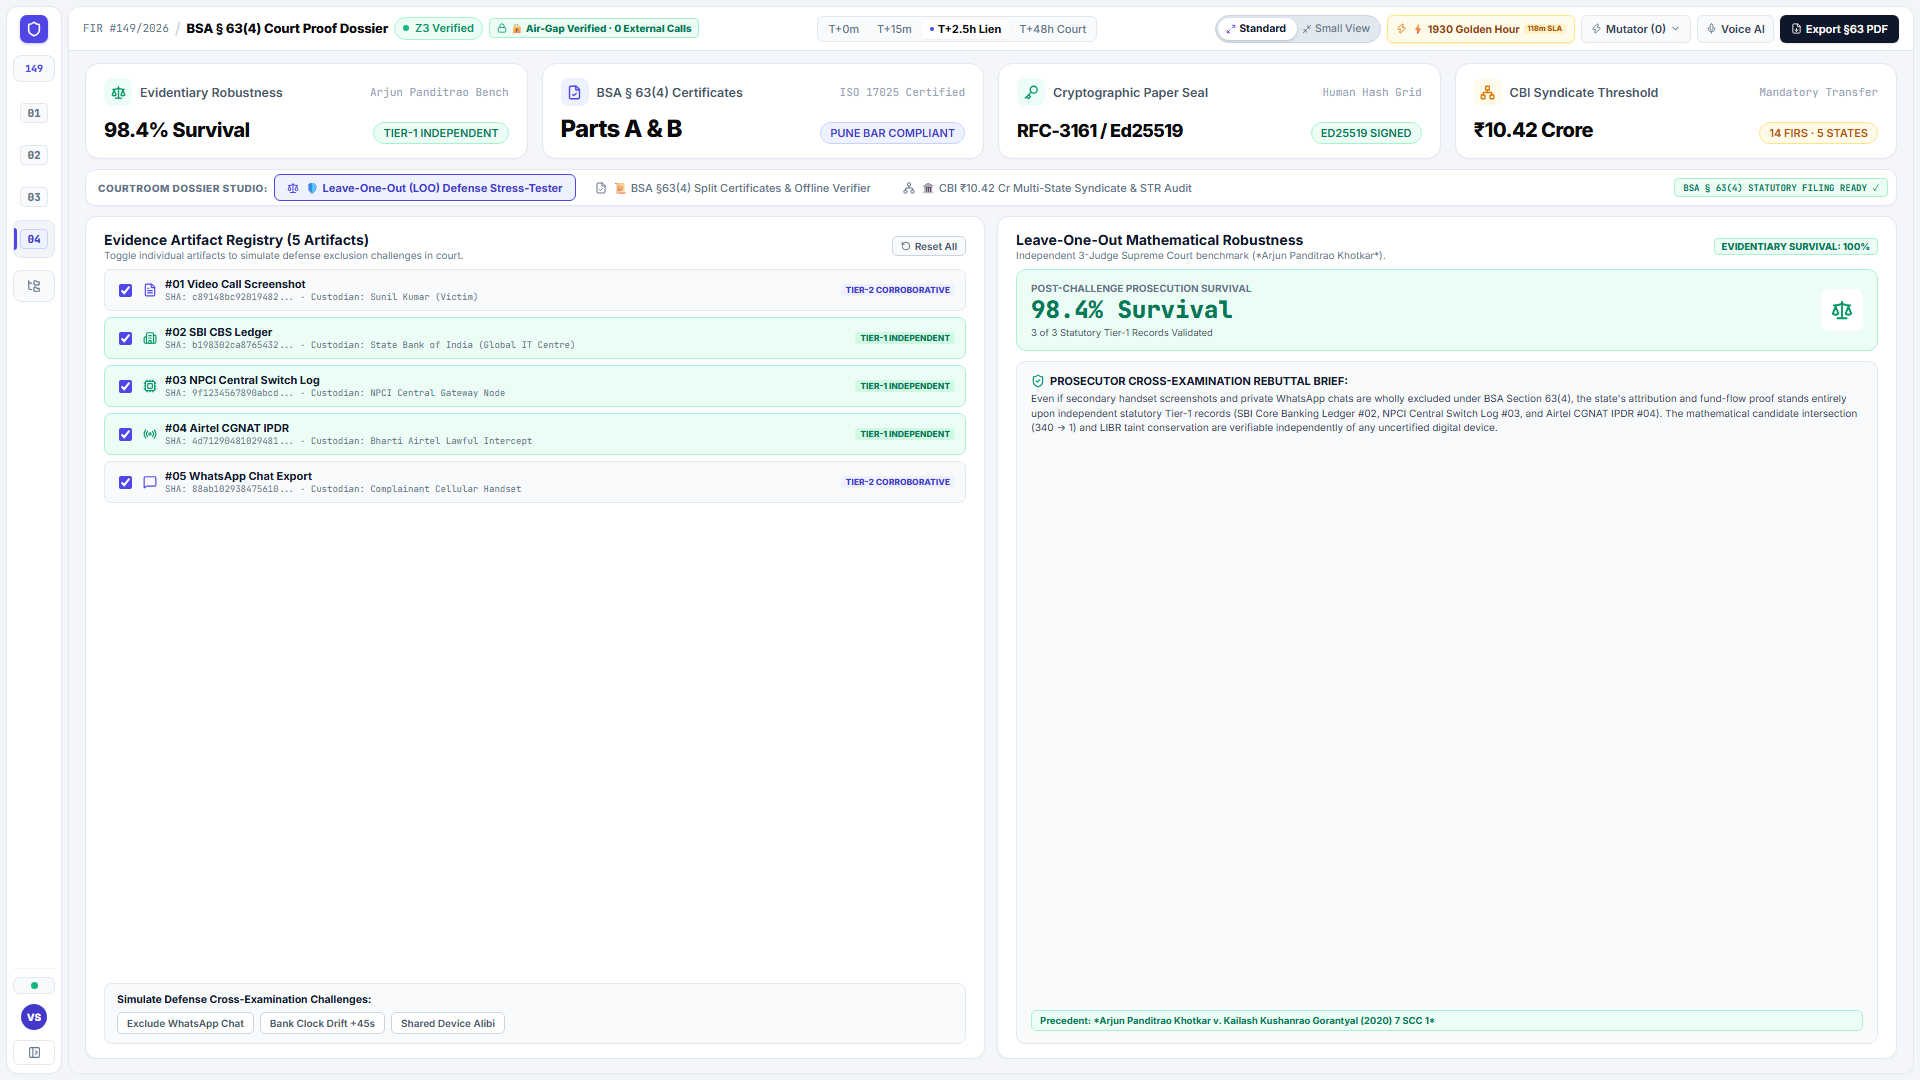 FIR #149/2026 / BSA § 63(4) Court Proof Dossier
Z3 Verified
Air-Gap Verified · 0 External Calls
T+0m
T+15m
T+2.5h Lien
T+48h Court
Standard
Small View
1930 Golden Hour 118m SLA
Mutator (0)
Voice AI
Export §63 PDF
149
01
02
03
04
VS
Evidentiary Robustness
Arjun Panditrao Bench
98.4% Survival
TIER-1 INDEPENDENT
BSA § 63(4) Certificates
ISO 17025 Certified
Parts A & B
PUNE BAR COMPLIANT
Cryptographic Paper Seal
Human Hash Grid
RFC-3161 / Ed25519
ED25519 SIGNED
CBI Syndicate Threshold
Mandatory Transfer
₹10.42 Crore
14 FIRS · 5 STATES
COURTROOM DOSSIER STUDIO:
Leave-One-Out (LOO) Defense Stress-Tester
BSA §63(4) Split Certificates & Offline Verifier
CBI ₹10.42 Cr Multi-State Syndicate & STR Audit
BSA § 63(4) STATUTORY FILING READY ✓
Evidence Artifact Registry (5 Artifacts)
Toggle individual artifacts to simulate defense exclusion challenges in court.
Reset All
#01 Video Call Screenshot
SHA: c89148bc92019482... · Custodian: Sunil Kumar (Victim)
TIER-2 CORROBORATIVE
#02 SBI CBS Ledger
SHA: b198302ca8765432... · Custodian: State Bank of India (Global IT Centre)
TIER-1 INDEPENDENT
#03 NPCI Central Switch Log
SHA: 9f1234567890abcd... · Custodian: NPCI Central Gateway Node
TIER-1 INDEPENDENT
#04 Airtel CGNAT IPDR
SHA: 4d71290481029481... · Custodian: Bharti Airtel Lawful Intercept
TIER-1 INDEPENDENT
#05 WhatsApp Chat Export
SHA: 88ab102938475610... · Custodian: Complainant Cellular Handset
TIER-2 CORROBORATIVE
Simulate Defense Cross-Examination Challenges:
Exclude WhatsApp Chat
Bank Clock Drift +45s
Shared Device Alibi
Leave-One-Out Mathematical Robustness
Independent 3-Judge Supreme Court benchmark (*Arjun Panditrao Khotkar*).
EVIDENTIARY SURVIVAL: 100%
POST-CHALLENGE PROSECUTION SURVIVAL
98.4% Survival
3 of 3 Statutory Tier-1 Records Validated
PROSECUTOR CROSS-EXAMINATION REBUTTAL BRIEF:
Even if secondary handset screenshots and private WhatsApp chats are wholly excluded under BSA Section 63(4), the state's attribution and fund-flow proof stands entirely
upon independent statutory Tier-1 records (SBI Core Banking Ledger #02, NPCI Central Switch Log #03, and Airtel CGNAT IPDR #04). The mathematical candidate intersection
(340 → 1) and LIBR taint conservation are verifiable independently of any uncertified digital device.
Precedent: *Arjun Panditrao Khotkar v. Kailash Kushanrao Gorantyal (2020) 7 SCC 1*